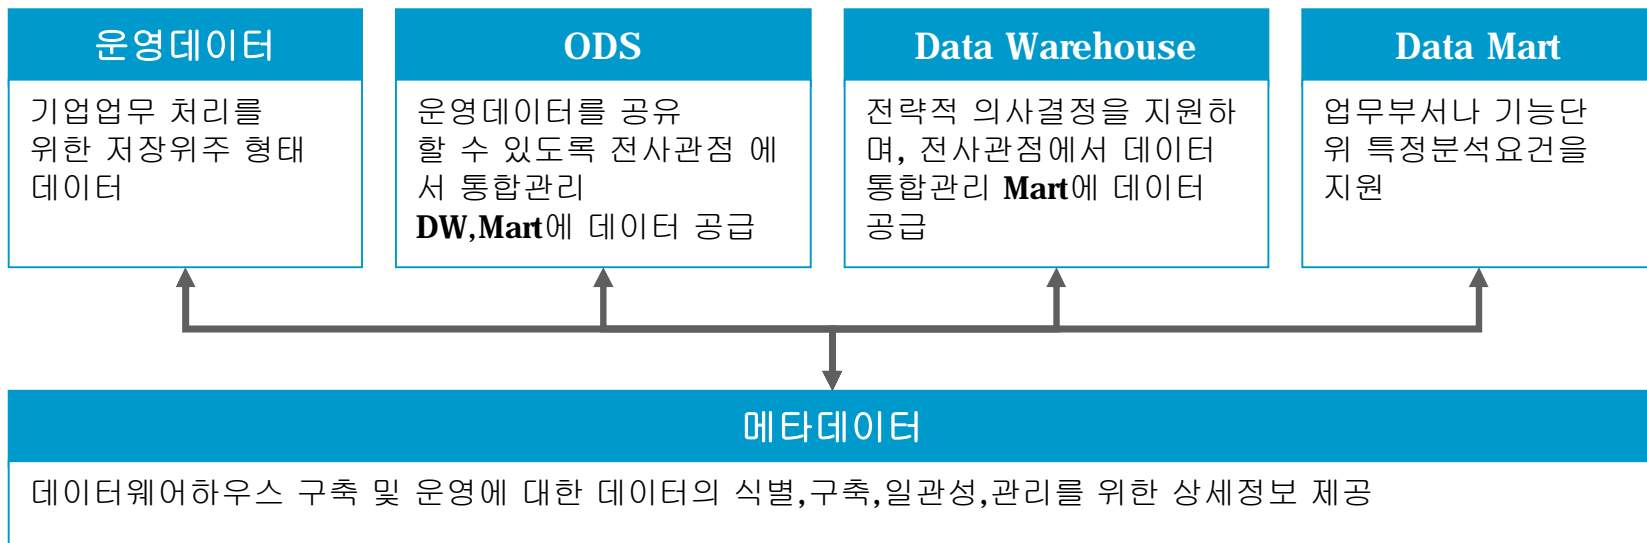 운영데이터
기업업무 처리를
위한 저장위주 형태
데이터
ODS
운영데이터를 공유
할 수 있도록 전사관점 에
서 통합관리
DW,Mart에 데이터 공급
Data Warehouse
전략적 의사결정을 지원하
며, 전사관점에서 데이터
통합관리 Mart에 데이터
공급
Data Mart
업무부서나 기능단
위 특정분석요건을
지원
메타데이터
데이터웨어하우스 구축 및 운영에 대한 데이터의 식별,구축,일관성,관리를 위한 상세정보 제공